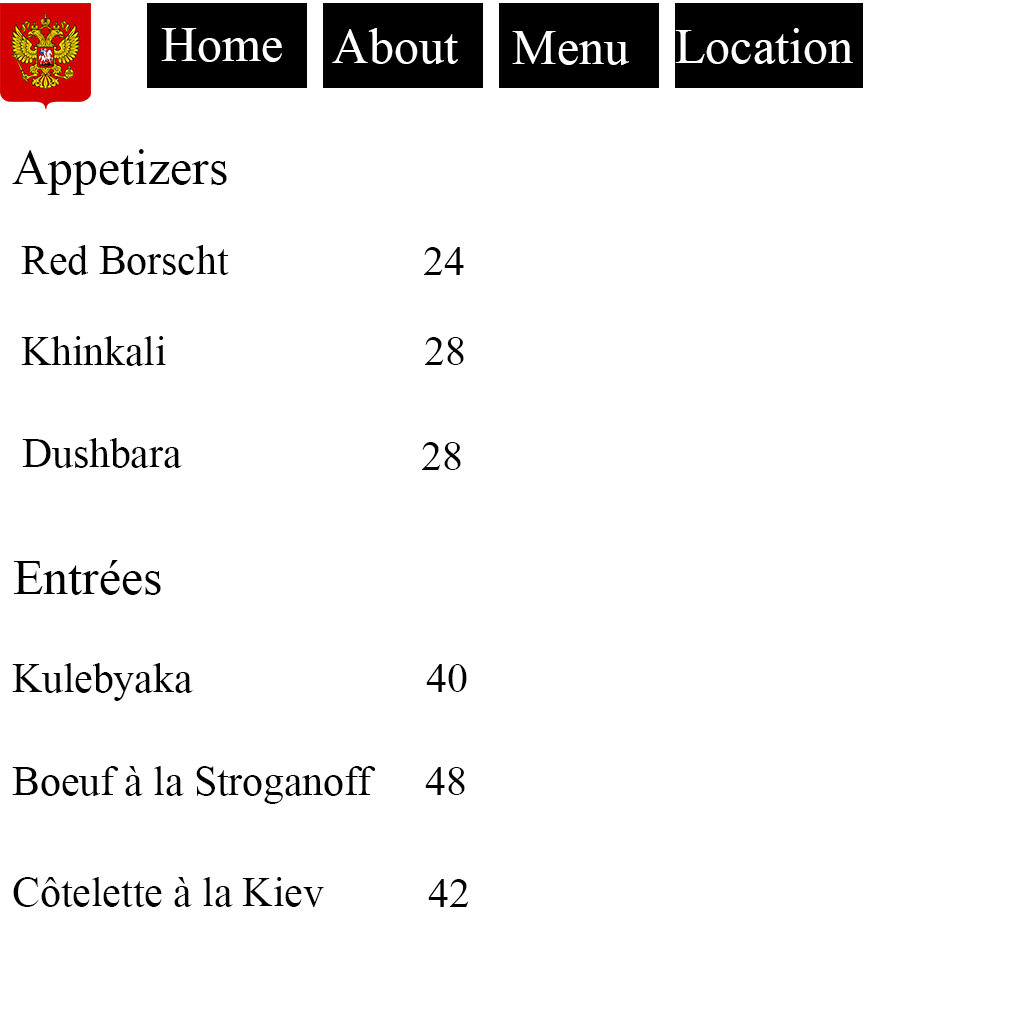 Home About Menu Location
Appetizers
Red Borscht 24
Khinkali 28
Dushbara 28
Entrées
Kulebyaka 40
Boeuf à la Stroganoff 48
Côtelette à la Kiev 42